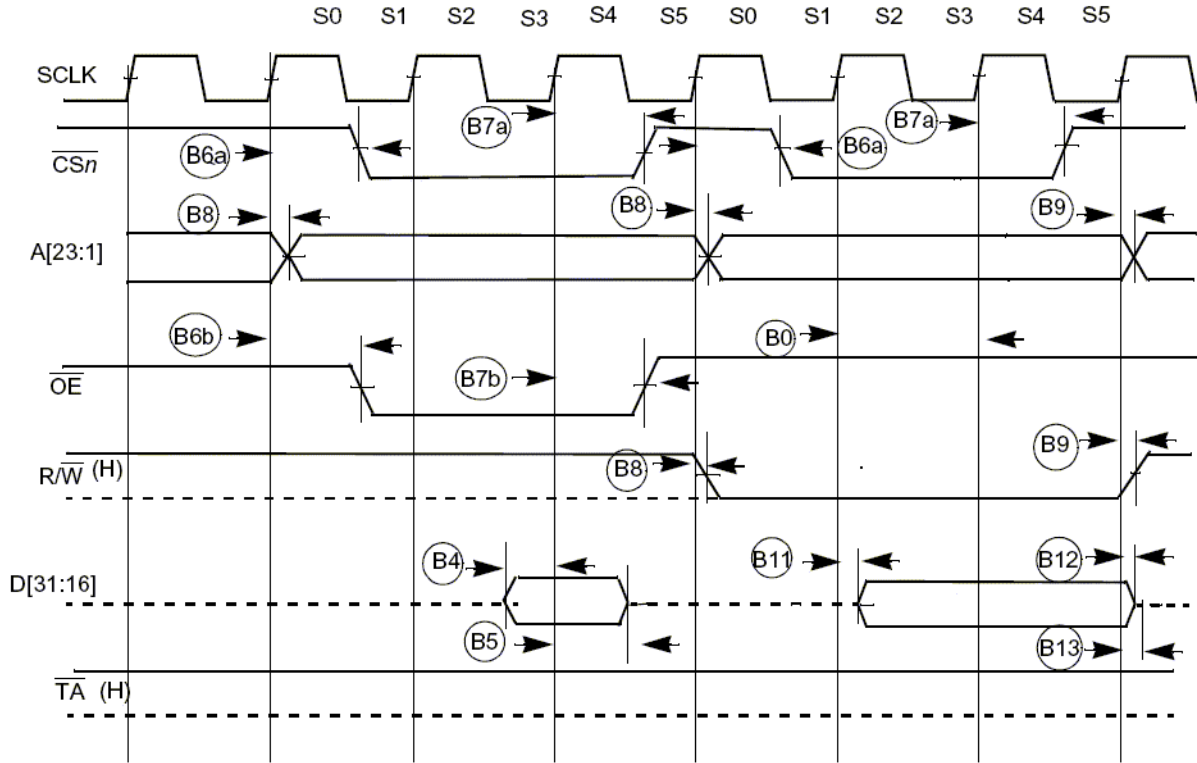 S0 S1 S2 S3 S4 S5 S0 S1 S2 S3 S4 S5
SCLK
B7a B7a
CSn B6a B6a
B8 B8 B9
A[23:1]
B6b B0
OE B7b
R/W (H) B8 B9
B4 B11 B12
D[31:16]
B5 B13
TA (H)